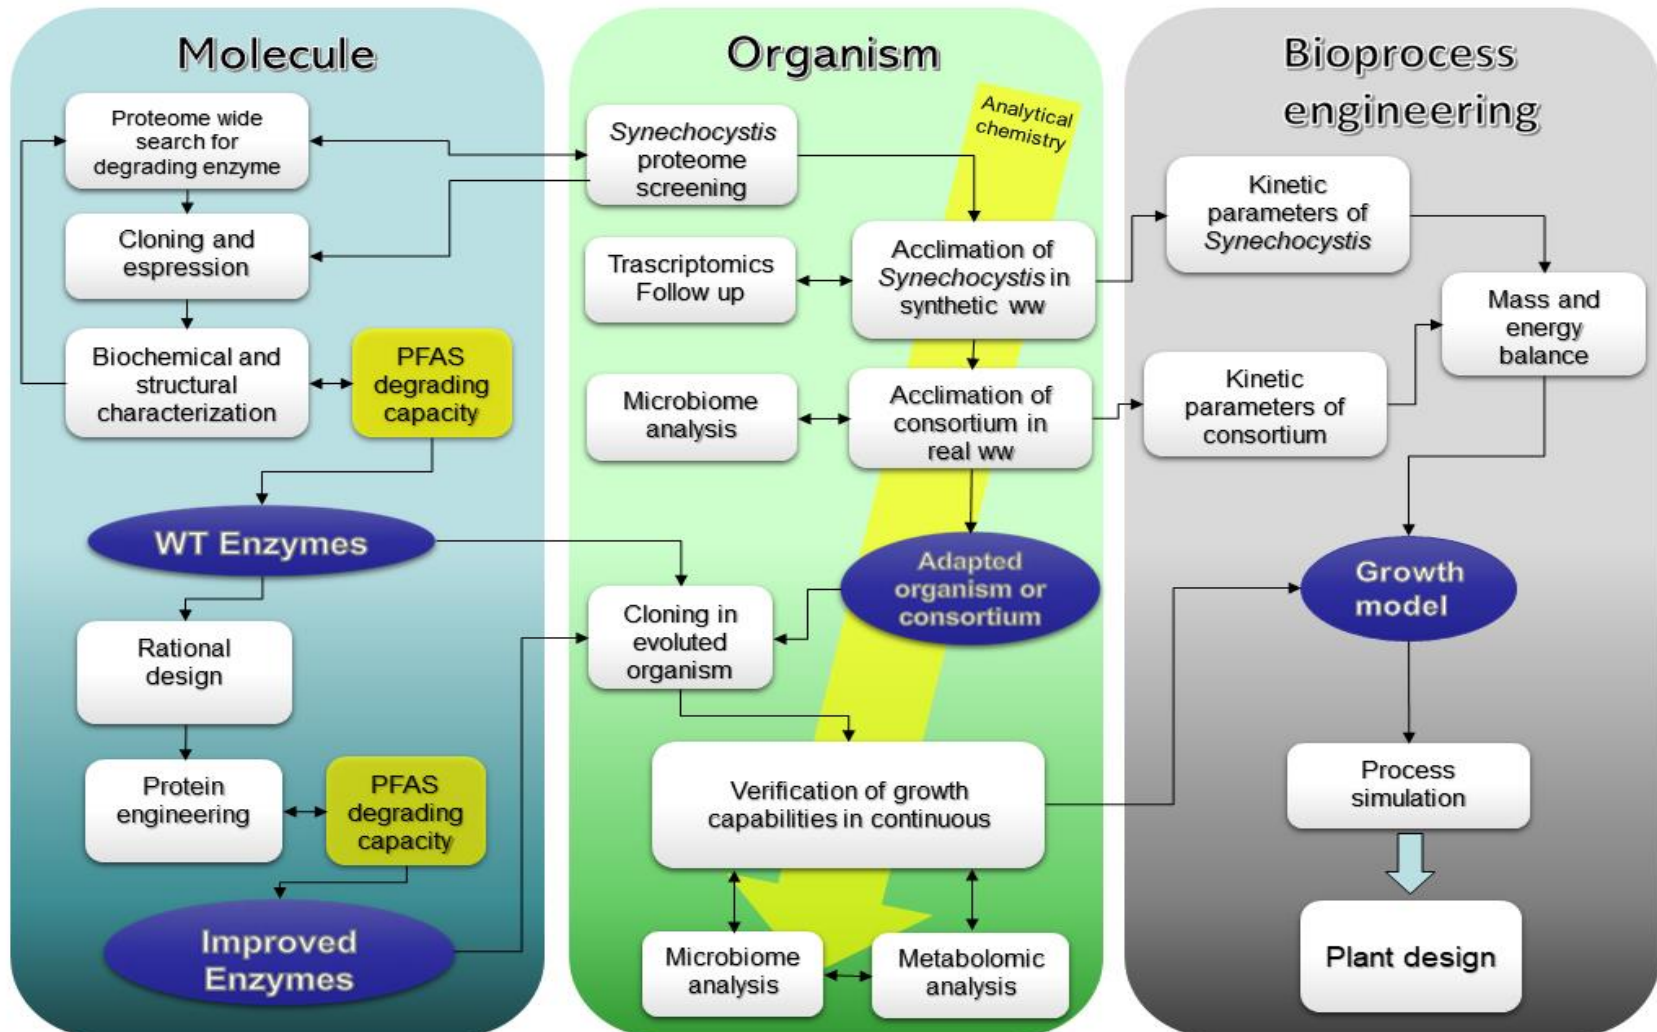 Molecule
Proteome wide
search for
degrading enzyme
Cloning and
espression
Biochemical and
structural
characterization
PFAS
degrading
capacity
WT Enzymes
Rational
design
Protein
engineering
PFAS
degrading
capacity
Improved
Enzymes
Organism
Analytical
chemistry
Synechocystis
proteome
screening
Trascriptomics
Follow up
Acclimation of
Synechocystis in
synthetic ww
Microbiome
analysis
Acclimation of
consortium in
real ww
Adapted
organism or
consortium
Cloning in
evoluted
organism
Verification of growth
capabilities in continuous
Microbiome
analysis
Metabolomic
analysis
Bioprocess
engineering
Kinetic
parameters of
Synechocystis
Mass and
energy
balance
Kinetic
parameters of
consortium
Growth
model
Process
simulation
Plant design